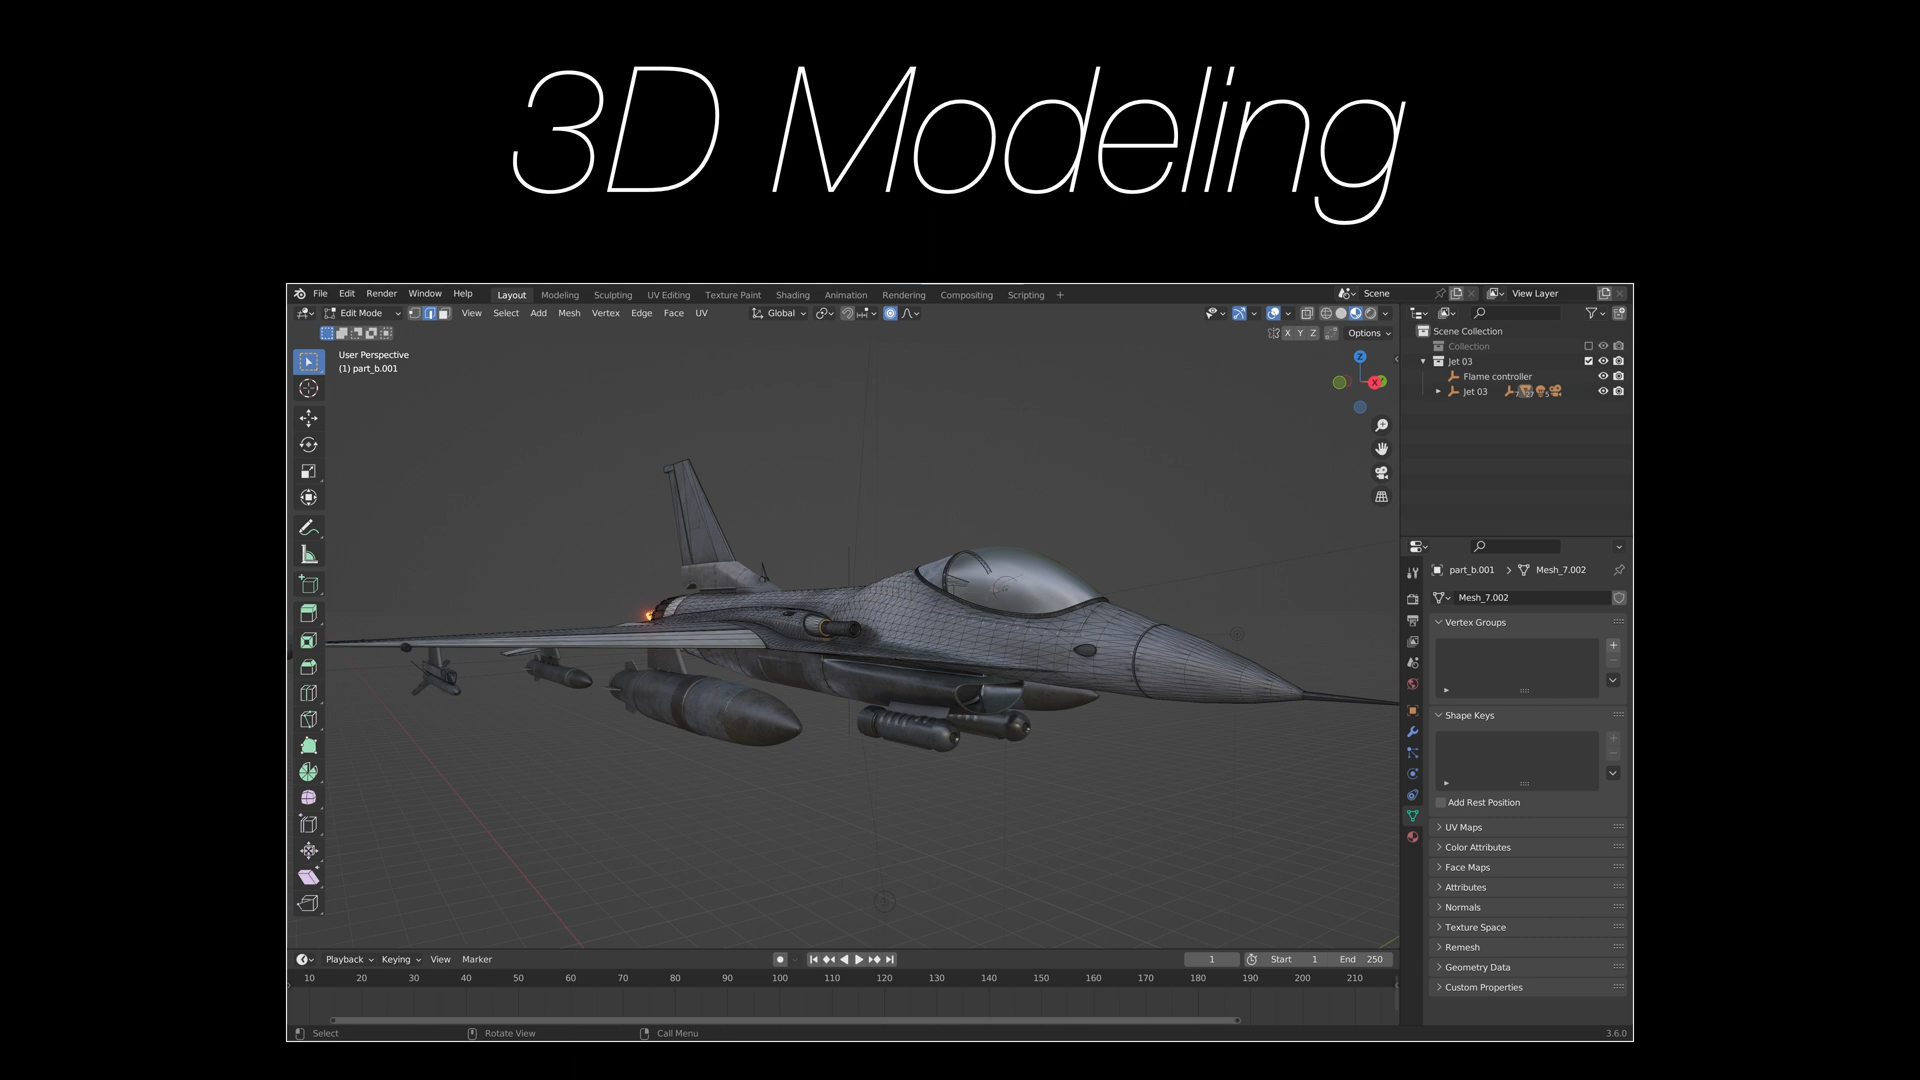 3D Modeling
File Edit Render Window Help Layout Modeling Sculpting UV Editing Texture Paint Shading Animation Rendering Compositing Scripting + Scene View Layer
Edit Mode View Select Add Mesh Vertex Edge Face UV Global
X Y Z Options
User Perspective
(1) part_b.001
Z
X
Scene Collection
Collection
Jet 03
Flame controller
Jet 03
part_b.001 > Mesh_7.002
Mesh_7.002
Vertex Groups
Shape Keys
Add Rest Position
UV Maps
Color Attributes
Face Maps
Attributes
Normals
Texture Space
Remesh
Geometry Data
Custom Properties
Playback Keying View Marker 1 Start 1 End 250
10 20 30 40 50 60 70 80 90 100 110 120 130 140 150 160 170 180 190 200 210
Select Rotate View Call Menu 3.6.0